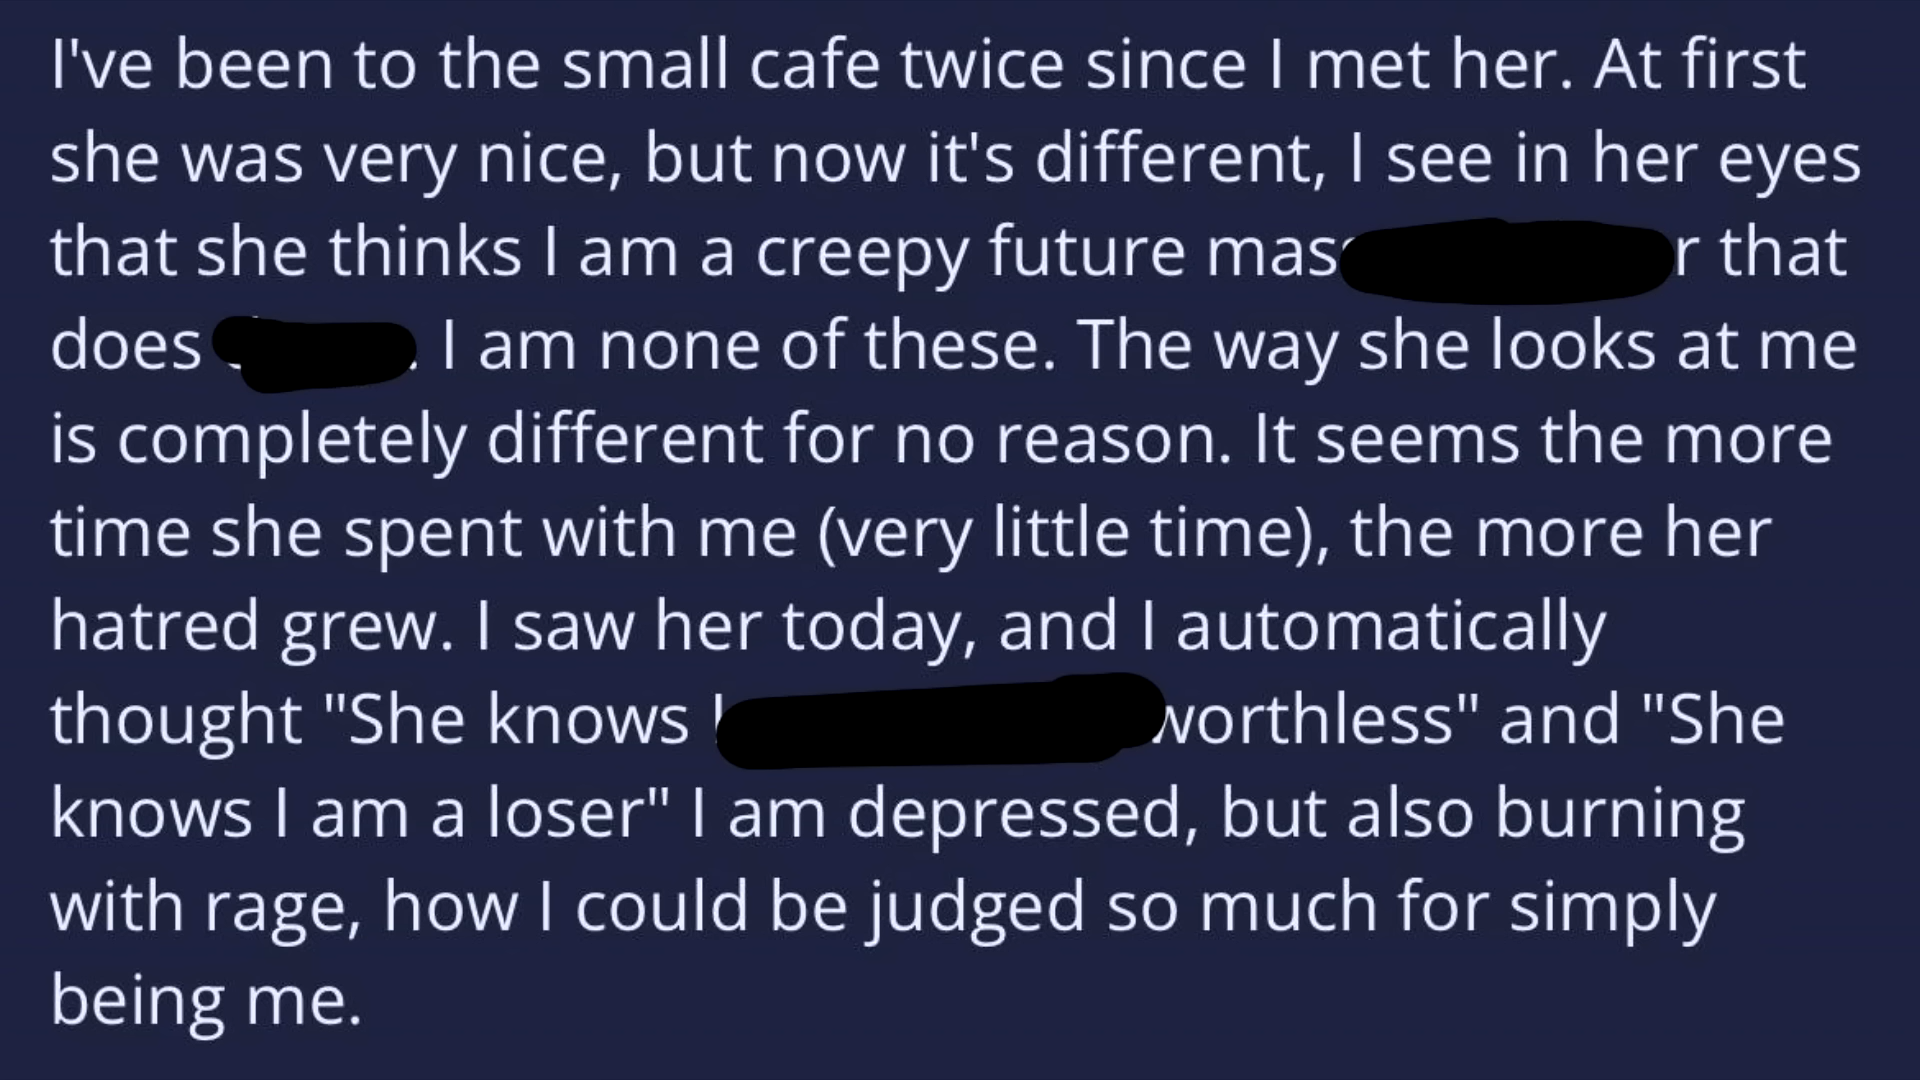 I've been to the small cafe twice since I met her. At first
she was very nice, but now it's different, I see in her eyes
that she thinks I am a creepy future that
does I am none of these. The way she looks at me
is completely different for no reason. It seems the more
time she spent with me (very little time), the more her
hatred grew. I saw her today, and I automatically
thought "She knows worthless" and "She
knows I am a loser" I am depressed, but also burning
with rage, how I could be judged so much for simply
being me.